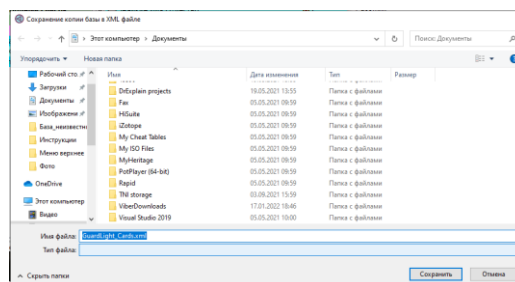 Сохранение копии базы в XML файле
Этот компьютер › Документы
Поиск: Документы
Упорядочить
Новая папка
Рабочий сто
Загрузки
Документы
Изображени
База_неизвестн
Инструкции
Меню верхнее
Фото
OneDrive
Этот компьютер
Видео
Имя Дата изменения Тип Размер
DrExplain projects 19.05.2021 13:55 Папка с файлами
Fax 05.05.2021 09:59 Папка с файлами
HiSuite 05.05.2021 09:59 Папка с файлами
iZotope 05.05.2021 09:59 Папка с файлами
My Cheat Tables 05.05.2021 09:59 Папка с файлами
My ISO Files 05.05.2021 09:59 Папка с файлами
MyHeritage 05.05.2021 09:59 Папка с файлами
PotPlayer (64-bit) 05.05.2021 09:59 Папка с файлами
Rapid 05.05.2021 09:59 Папка с файлами
TNI storage 03.09.2021 15:59 Папка с файлами
ViberDownloads 17.01.2022 18:46 Папка с файлами
Visual Studio 2019 05.05.2021 10:00 Папка с файлами
Имя файла: GuardLight_Cards.xml
Тип файла:
Скрыть папки
Сохранить
Отмена